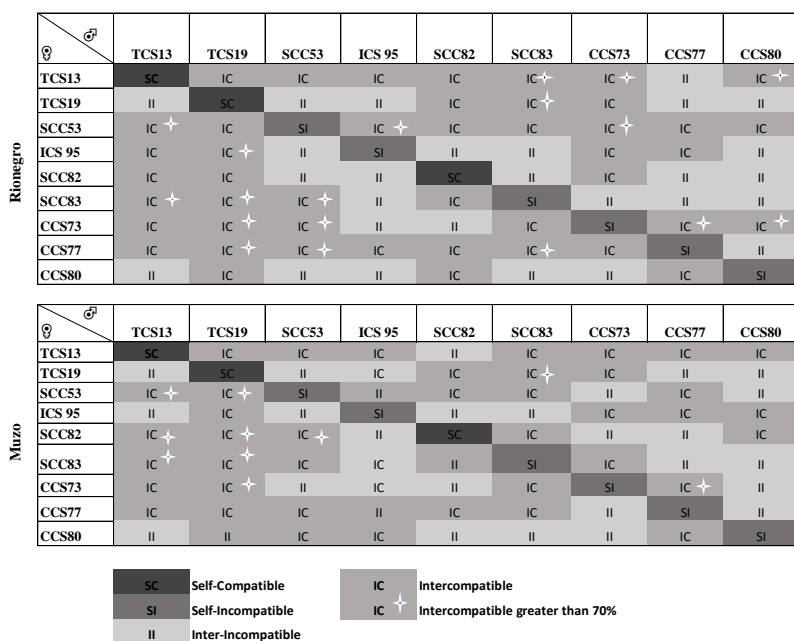 ♂
♀ TCS13 TCS19 SCC53 ICS 95 SCC82 SCC83 CCS73 CCS77 CCS80
Rionegro
TCS13 SC IC IC IC IC IC IC II IC
TCS19 II SC II II IC IC IC II II
SCC53 IC IC SI IC IC IC IC IC IC
ICS 95 IC IC II SI II II IC IC II
SCC82 IC IC II II SC II IC II II
SCC83 IC IC IC II IC SI II II II
CCS73 IC IC IC II II IC SI IC IC
CCS77 IC IC IC IC IC IC IC SI II
CCS80 II IC II II IC II II IC SI
♂
♀ TCS13 TCS19 SCC53 ICS 95 SCC82 SCC83 CCS73 CCS77 CCS80
Muzo
TCS13 SC IC IC IC II IC IC IC IC
TCS19 II SC II IC IC IC IC II II
SCC53 IC IC SI II IC IC II IC II
ICS 95 II IC II SI II II IC IC IC
SCC82 IC IC IC II SC IC II II IC
SCC83 IC IC IC IC II SI IC II II
CCS73 IC IC II IC II IC SI IC II
CCS77 IC IC IC IC IC IC II SI II
CCS80 II II IC IC II II II IC SI
SC Self-Compatible IC Intercompatible
SI Self-Incompatible IC Intercompatible greater than 70%
II Inter-Incompatible